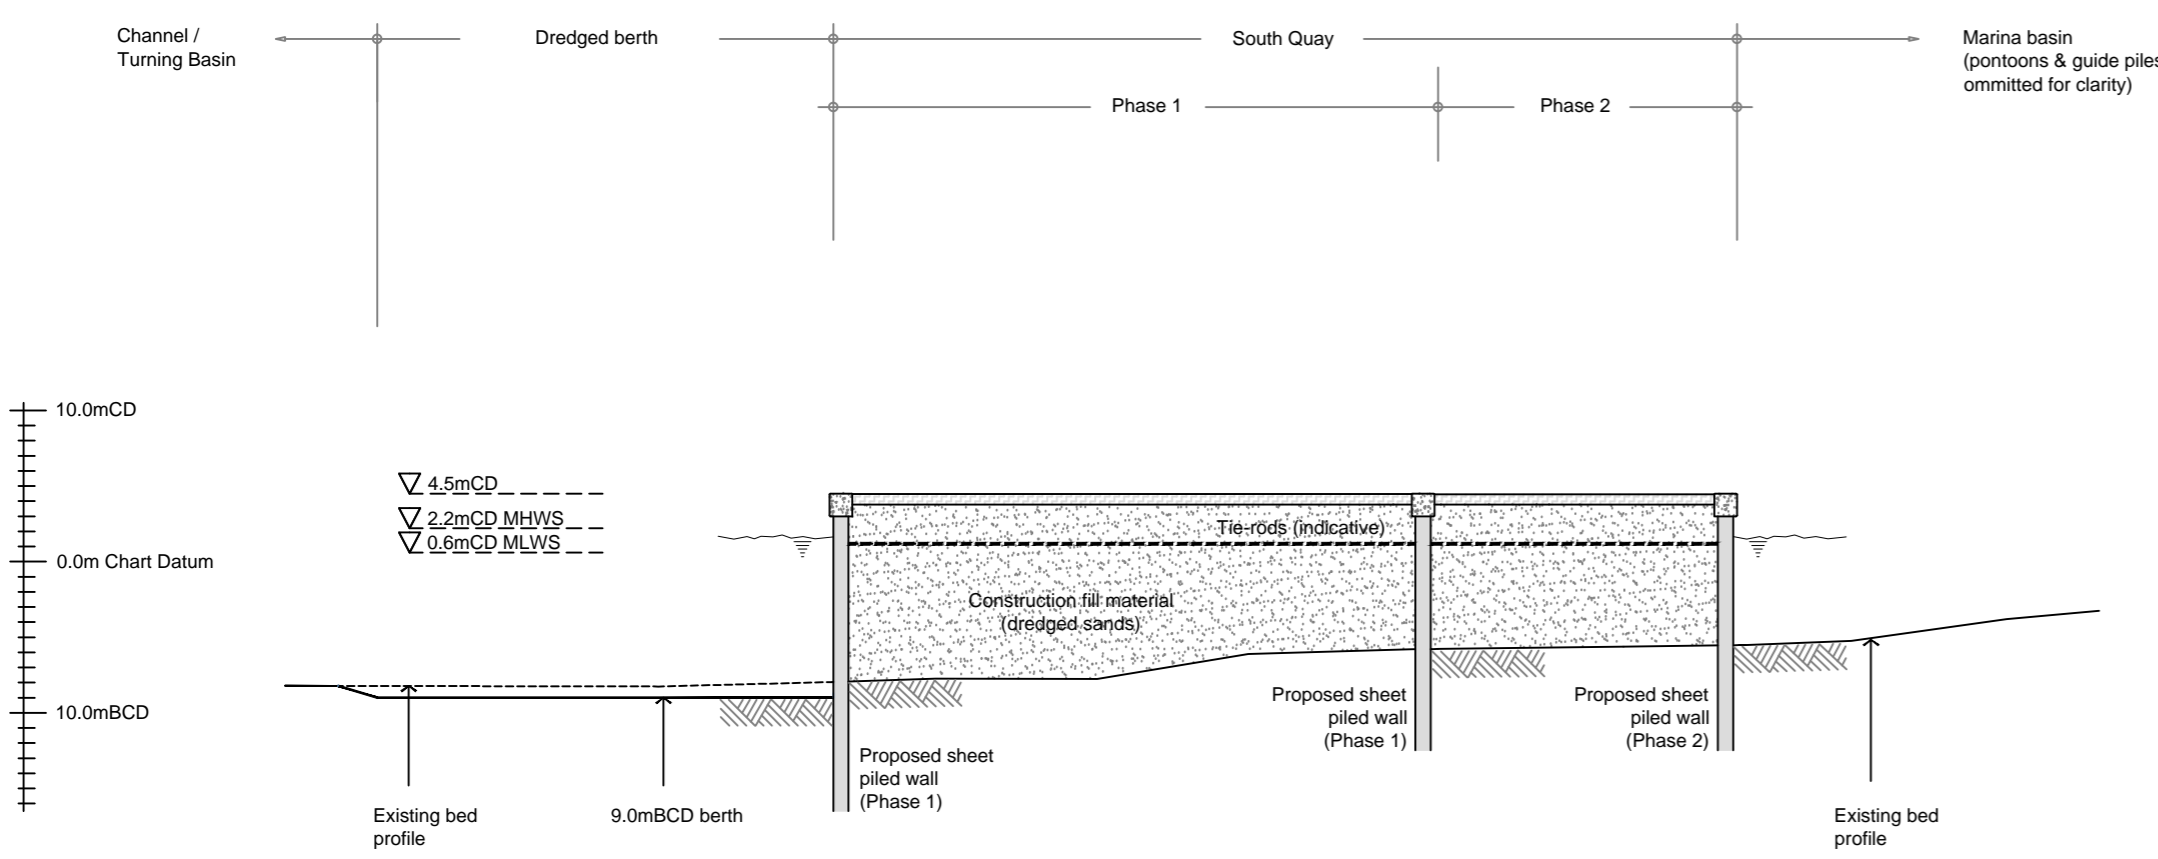 Channel /
Turning Basin
Dredged berth
South Quay
Marina basin
(pontoons & guide piles
ommitted for clarity)
Phase 1
Phase 2
10.0mCD
4.5mCD
2.2mCD MHWS
0.6mCD MLWS
0.0m Chart Datum
10.0mBCD
Tie-rods (indicative)
Construction fill material
(dredged sands)
Proposed sheet
piled wall
(Phase 1)
Proposed sheet
piled wall
(Phase 2)
Proposed sheet
piled wall
(Phase 1)
Existing bed
profile
9.0mBCD berth
Existing bed
profile